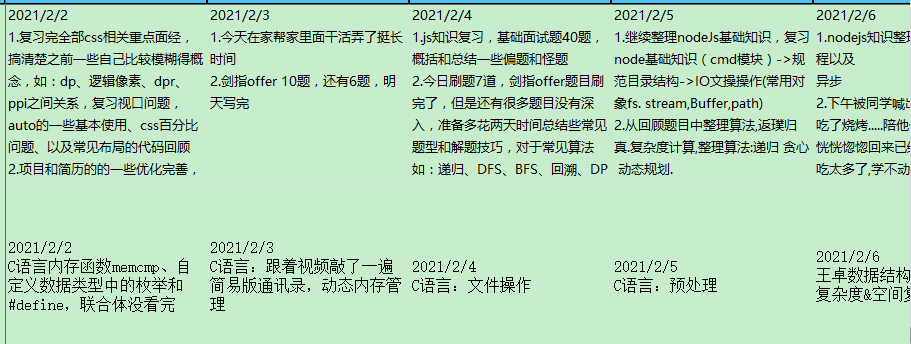 2021/2/2
1.复习完全部css相关重点面经，
搞清楚之前一些自己比较模糊得概
念，如：dp、逻辑像素、dpr、
ppi之间关系，复习视口问题，
auto的一些基本使用、css百分比
问题、以及常见布局的代码回顾
2.项目和简历的的一些优化完善，
2021/2/3
1.今天在家帮家里面干活弄了挺长
时间
2.剑指offer 10题，还有6题，明
天写完
2021/2/4
1.js知识复习，基础面试题40题，
概括和总结一些偏题和怪题
2.今日刷题7道，剑指offer题目刷
完了，但是还有很多题目没有深
入，准备多花两天时间总结些常见
题型和解题技巧，对于常见算法
如：递归、DFS、BFS、回溯、DP
2021/2/5
1.继续整理nodeJs基础知识，复习
node基础知识（cmd模块）->规
范目录结构->IO文操操作(常用对
象fs. stream,Buffer,path)
2.从回顾题目中整理算法,返璞归
真.复杂度计算,整理算法:递归 贪心
动态规划.
2021/2/6
1.nodejs知识整理
程以及
异步
2.下午被同学喊出
吃了烧烤.....陪他
恍恍惚惚回来已经
吃太多了,学不动
2021/2/2
C语言内存函数memcmp、自
定义数据类型中的枚举和
#define，联合体没看完
2021/2/3
C语言：跟着视频敲了一遍
简易版通讯录，动态内存管
理
2021/2/4
C语言：文件操作
2021/2/5
C语言：预处理
2021/2/6
王卓数据结构
复杂度&空间复